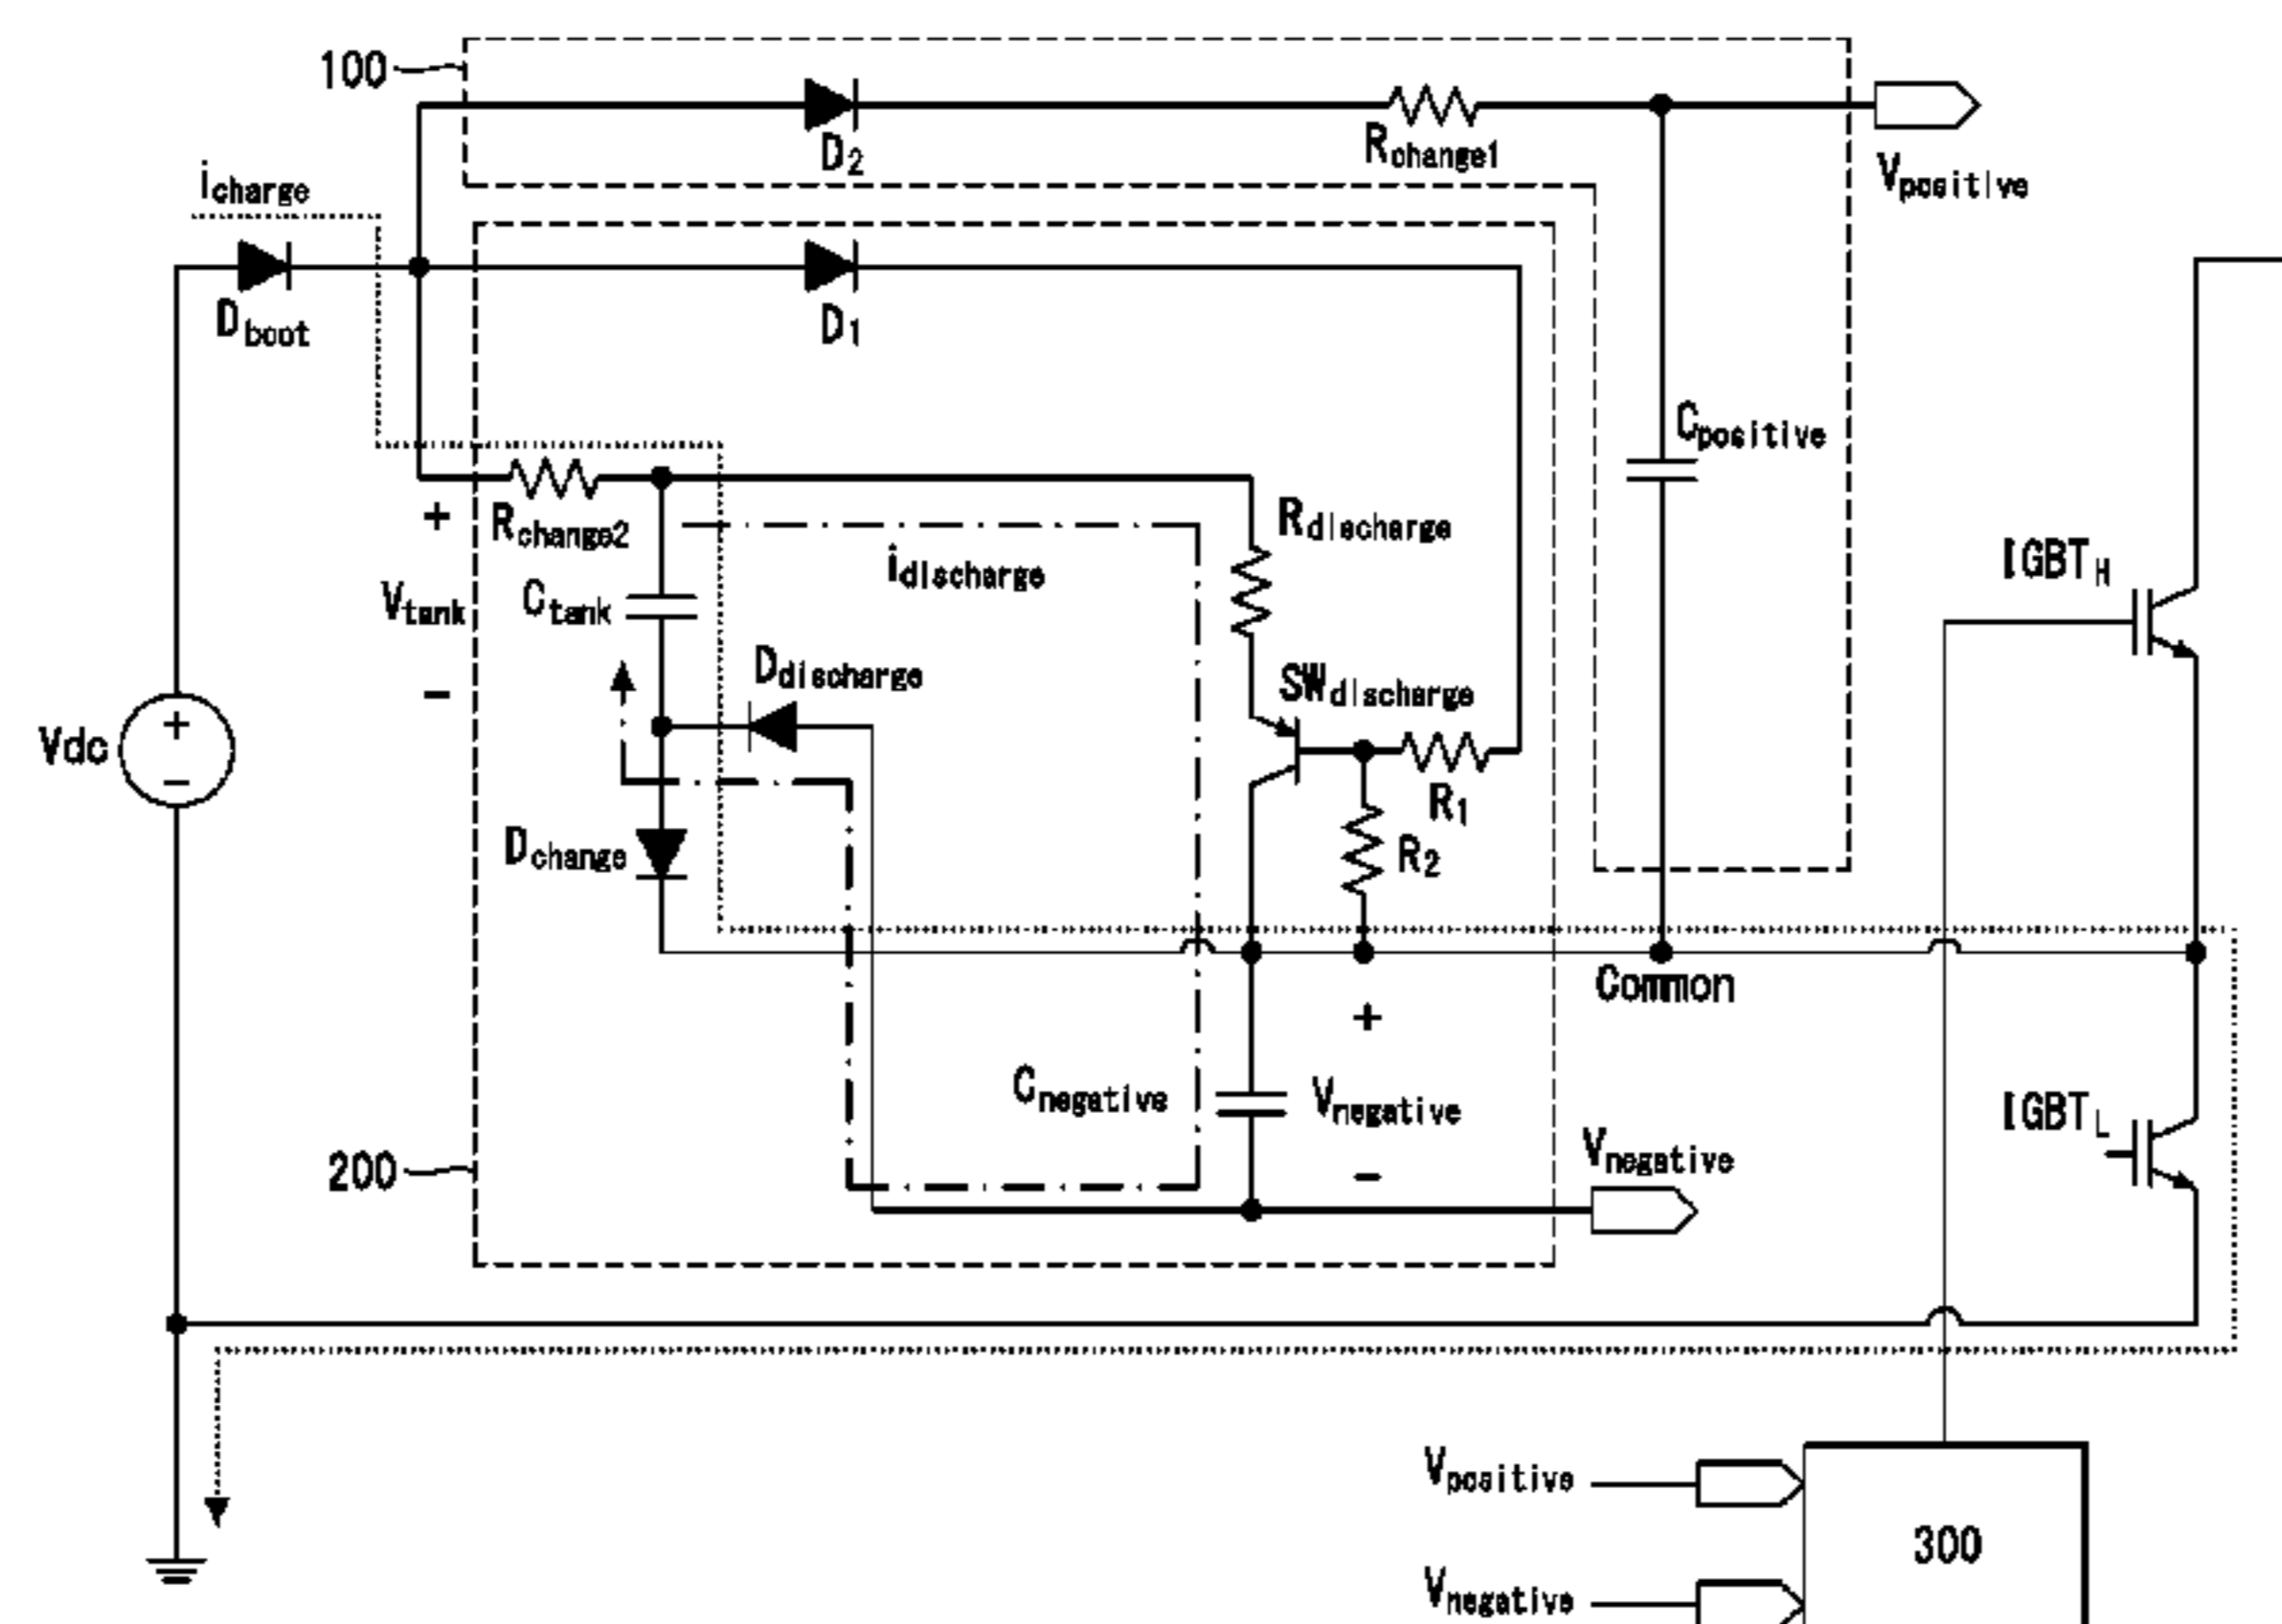 100
D2
Rchange1
Vpositive
icharge
Dboot
D1
Cpositive
+
Rchange2
Rdischarge
idischarge
IGBTH
Vtank
Ctank
Ddischarge
SWdischarge
-
Vdc
+
-
R1
Dchange
R2
Common
+
Cnegative
Vnegative
IGBTL
Vnegative
200
-
Vpositive
300
Vnegative